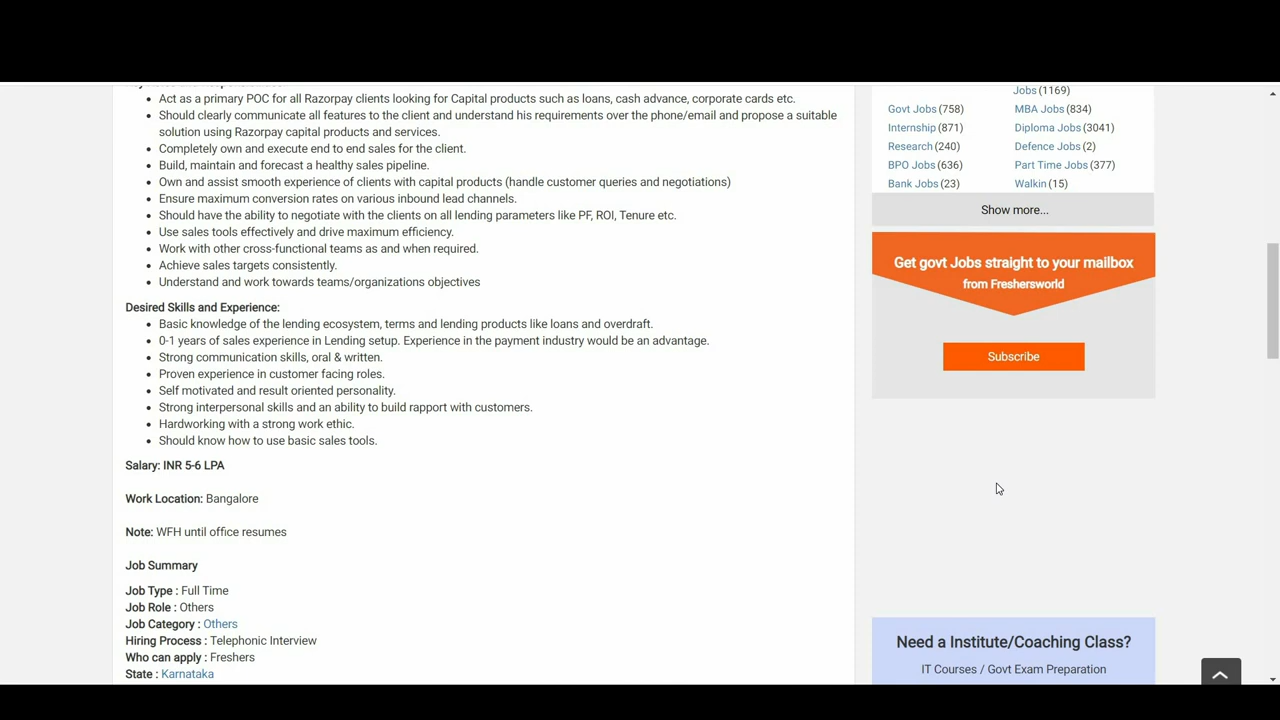 Act as a primary POC for all Razorpay clients looking for Capital products such as loans, cash advance, corporate cards etc.
Should clearly communicate all features to the client and understand his requirements over the phone/email and propose a suitable
solution using Razorpay capital products and services.
Completely own and execute end to end sales for the client.
Build, maintain and forecast a healthy sales pipeline.
Own and assist smooth experience of clients with capital products (handle customer queries and negotiations)
Ensure maximum conversion rates on various inbound lead channels.
Should have the ability to negotiate with the clients on all lending parameters like PF, ROI, Tenure etc.
Use sales tools effectively and drive maximum efficiency.
Work with other cross-functional teams as and when required.
Achieve sales targets consistently.
Understand and work towards teams/organizations objectives
Desired Skills and Experience:
Basic knowledge of the lending ecosystem, terms and lending products like loans and overdraft.
0-1 years of sales experience in Lending setup. Experience in the payment industry would be an advantage.
Strong communication skills, oral & written.
Proven experience in customer facing roles.
Self motivated and result oriented personality.
Strong interpersonal skills and an ability to build rapport with customers.
Hardworking with a strong work ethic.
Should know how to use basic sales tools.
Salary: INR 5-6 LPA
Work Location: Bangalore
Note: WFH until office resumes
Job Summary
Job Type : Full Time
Job Role : Others
Job Category : Others
Hiring Process : Telephonic Interview
Who can apply : Freshers
State : Karnataka
Jobs (1169)
Govt Jobs (758) MBA Jobs (834)
Internship (871) Diploma Jobs (3041)
Research (240) Defence Jobs (2)
BPO Jobs (636) Part Time Jobs (377)
Bank Jobs (23) Walkin (15)
Show more...
Get govt Jobs straight to your mailbox
from Freshersworld
Subscribe
Need a Institute/Coaching Class?
IT Courses / Govt Exam Preparation